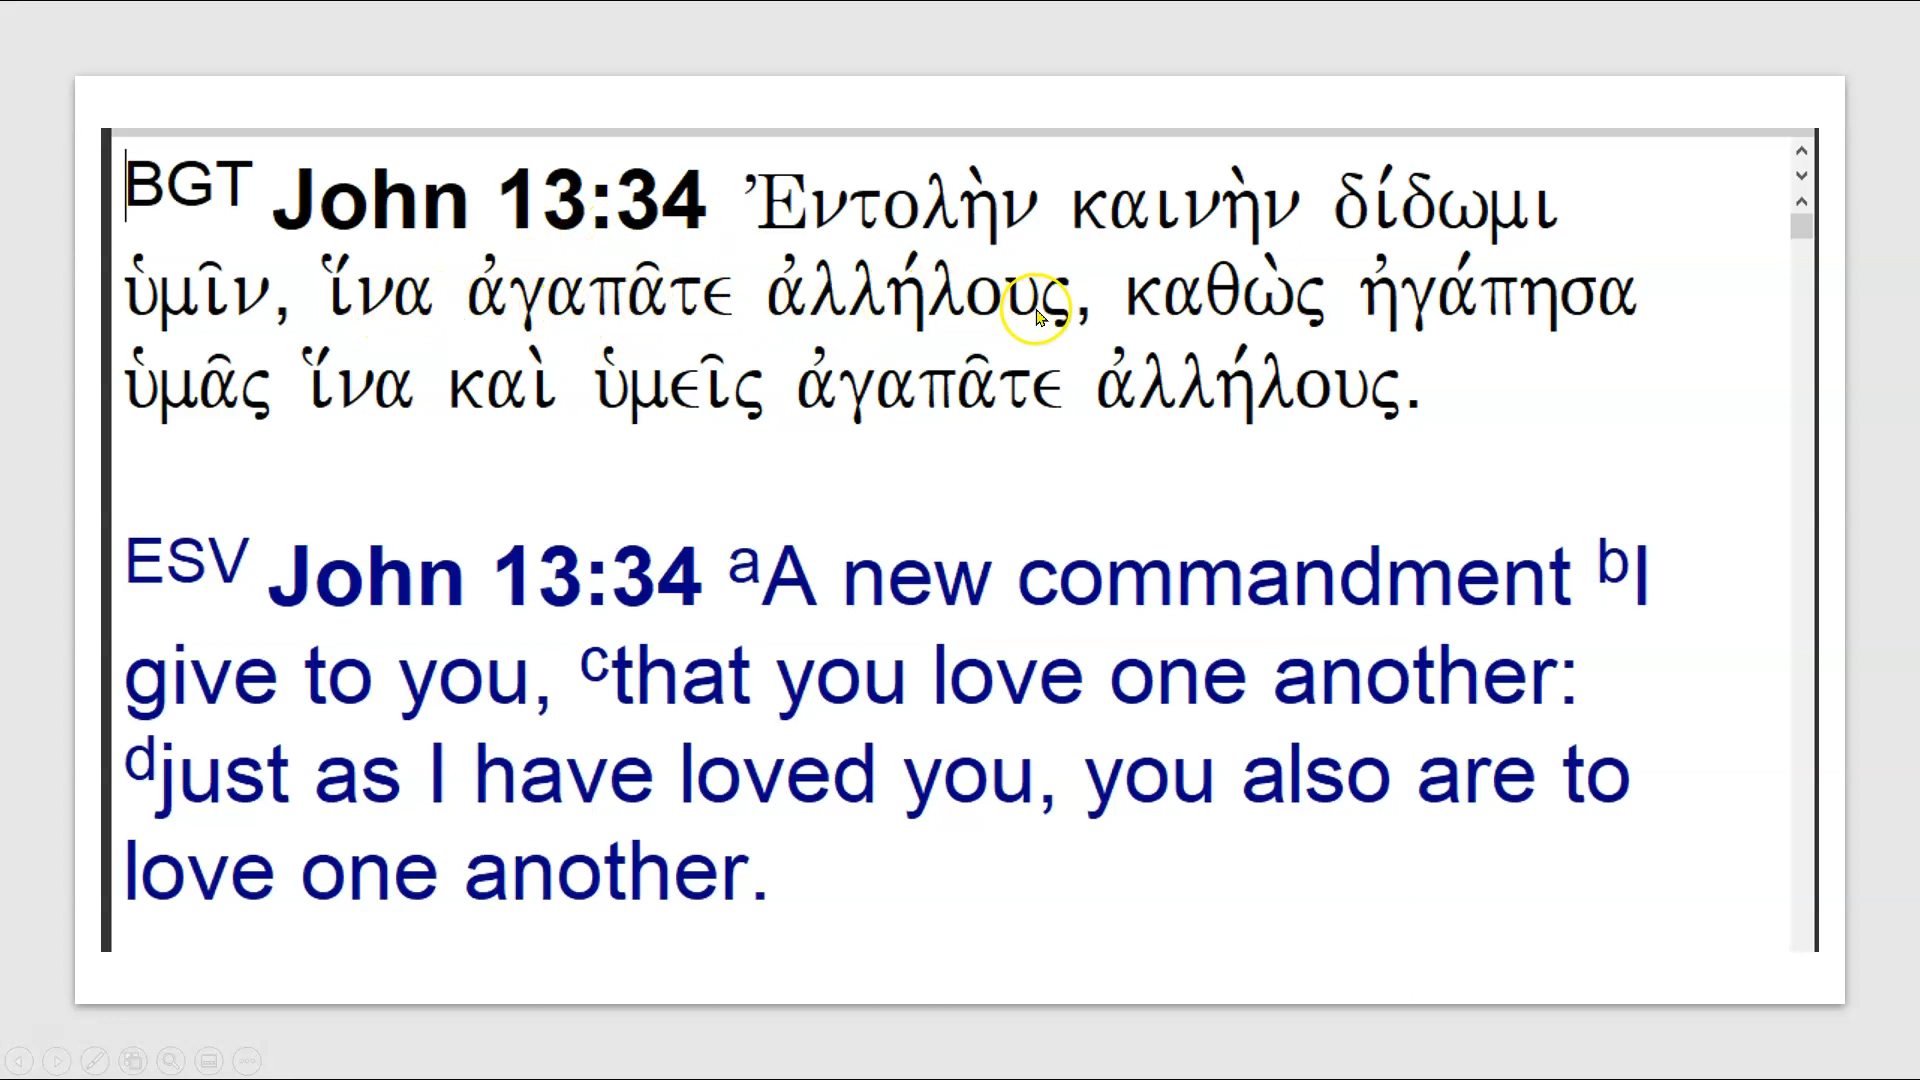 BGT John 13:34 Ἐντολὴν καινὴν δίδωμι
ὑμῖν, ἵνα ἀγαπᾶτε ἀλλήλους, καθὼς ἠγάπησα
ὑμᾶς ἵνα καὶ ὑμεῖς ἀγαπᾶτε ἀλλήλους.
ESV John 13:34 aA new commandment bI
give to you, cthat you love one another:
djust as I have loved you, you also are to
love one another.